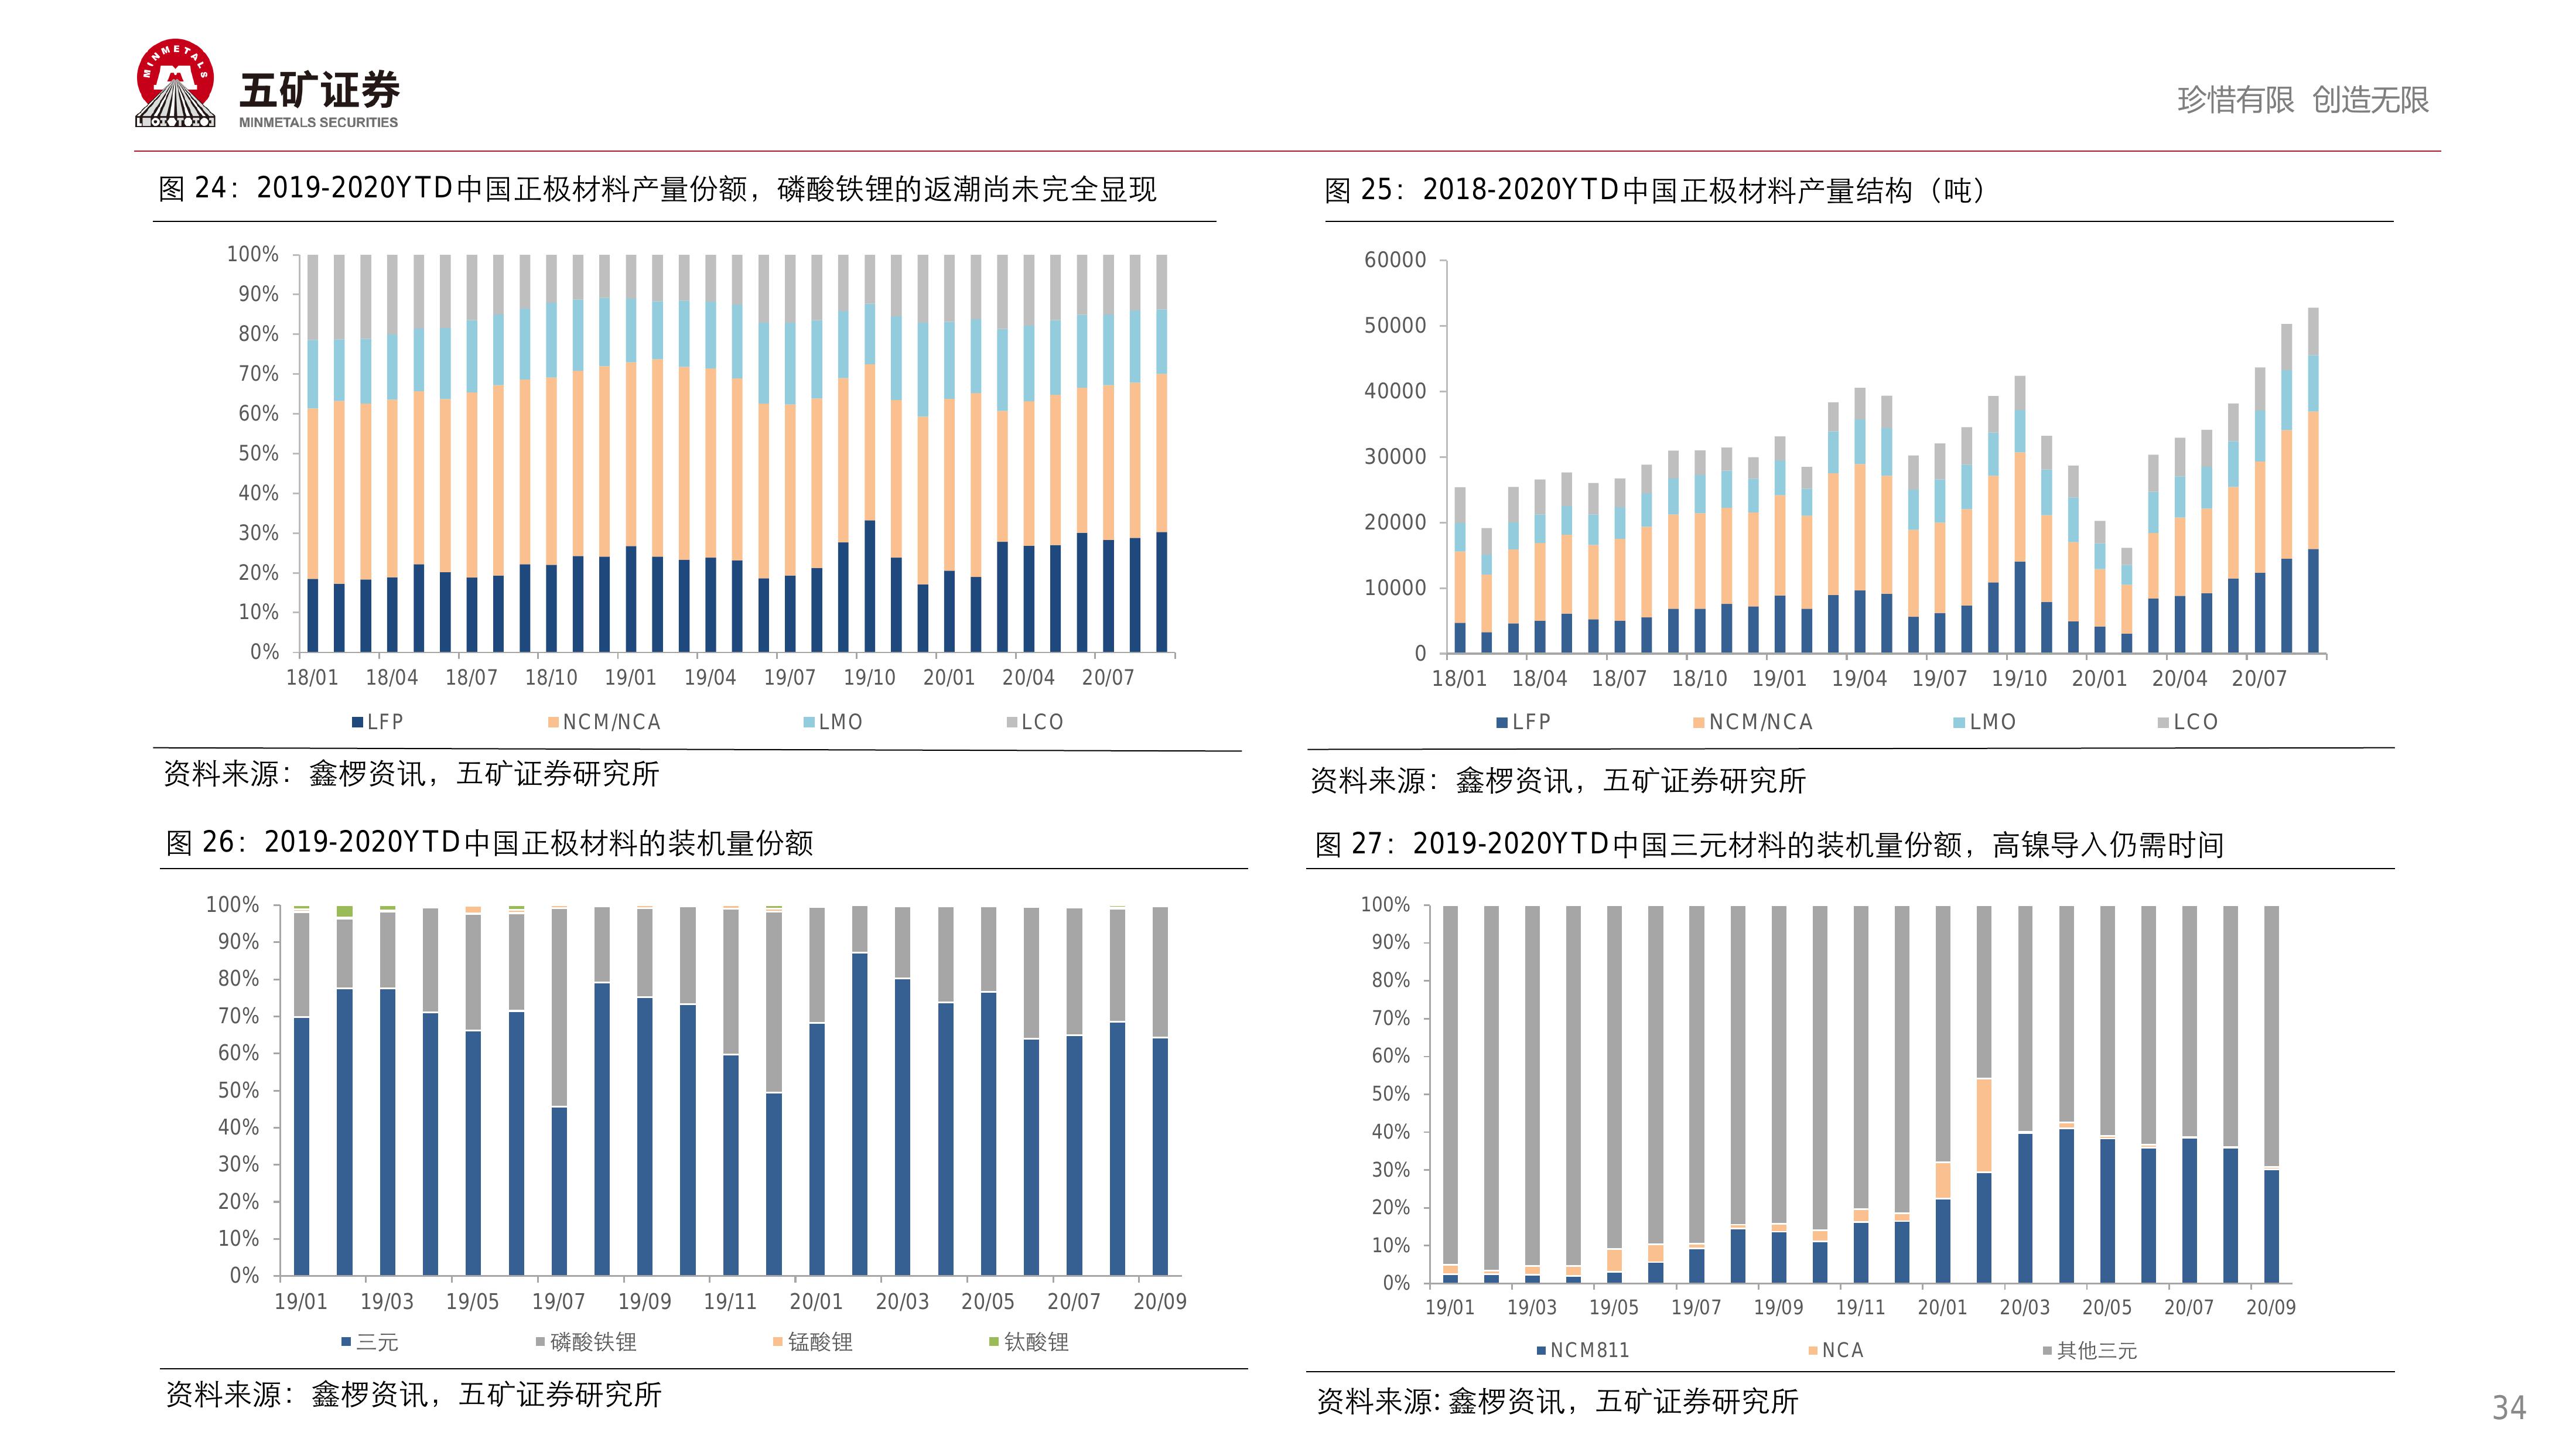 MINMETALS
五矿证券
MINMETALS SECURITIES
珍惜有限 创造无限
图 24：2019-2020YTD中国正极材料产量份额，磷酸铁锂的返潮尚未完全显现
100%
90%
80%
70%
60%
50%
40%
30%
20%
10%
0%
18/01 18/04 18/07 18/10 19/01 19/04 19/07 19/10 20/01 20/04 20/07
LFP NCM/NCA LMO LCO
资料来源：鑫椤资讯，五矿证券研究所
图 25：2018-2020YTD中国正极材料产量结构（吨）
60000
50000
40000
30000
20000
10000
0
18/01 18/04 18/07 18/10 19/01 19/04 19/07 19/10 20/01 20/04 20/07
LFP NCM/NCA LMO LCO
资料来源：鑫椤资讯，五矿证券研究所
图 26：2019-2020YTD中国正极材料的装机量份额
100%
90%
80%
70%
60%
50%
40%
30%
20%
10%
0%
19/01 19/03 19/05 19/07 19/09 19/11 20/01 20/03 20/05 20/07 20/09
三元 磷酸铁锂 锰酸锂 钛酸锂
资料来源：鑫椤资讯，五矿证券研究所
图 27：2019-2020YTD中国三元材料的装机量份额，高镍导入仍需时间
100%
90%
80%
70%
60%
50%
40%
30%
20%
10%
0%
19/01 19/03 19/05 19/07 19/09 19/11 20/01 20/03 20/05 20/07 20/09
NCM811 NCA 其他三元
资料来源:鑫椤资讯，五矿证券研究所
34